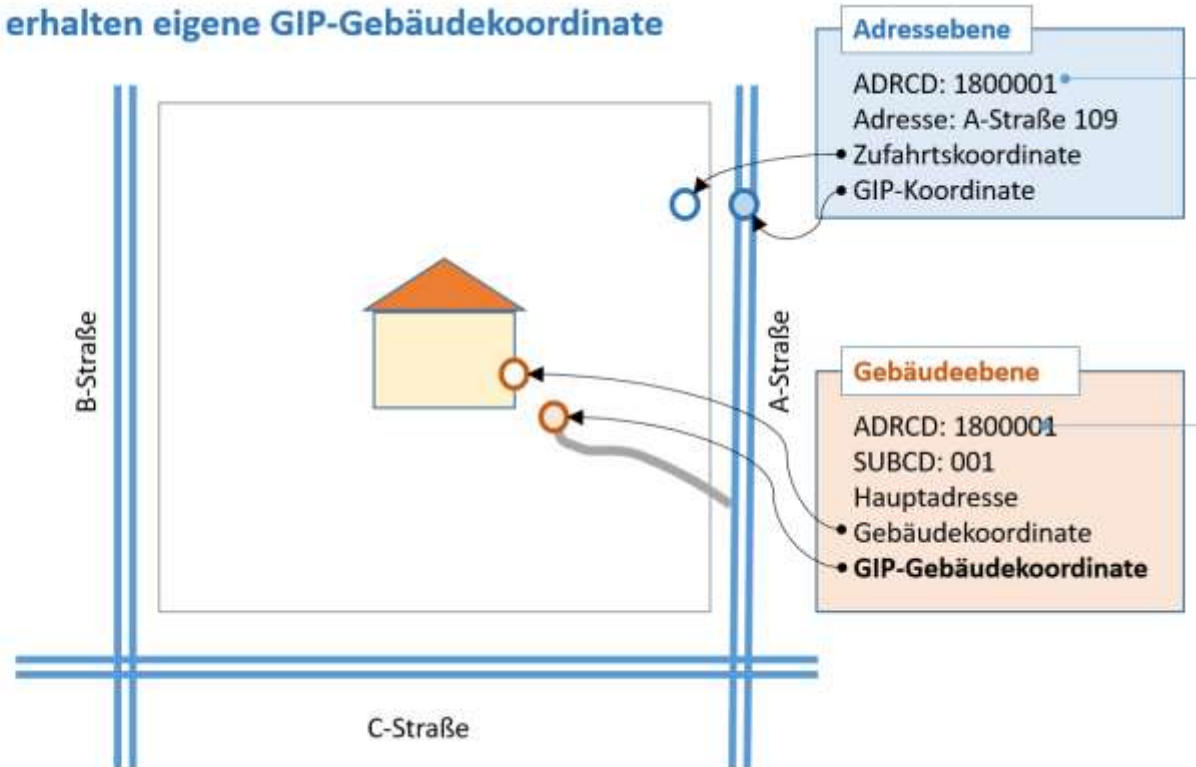 erhalten eigene GIP-Gebäudekoordinate
Adressebene
ADRCD: 1800001
Adresse: A-Straße 109
Zufahrtskoordinate
GIP-Koordinate
B-Straße
A-Straße
Gebäudeebene
ADRCD: 1800001
SUBCD: 001
Hauptadresse
Gebäudekoordinate
GIP-Gebäudekoordinate
C-Straße